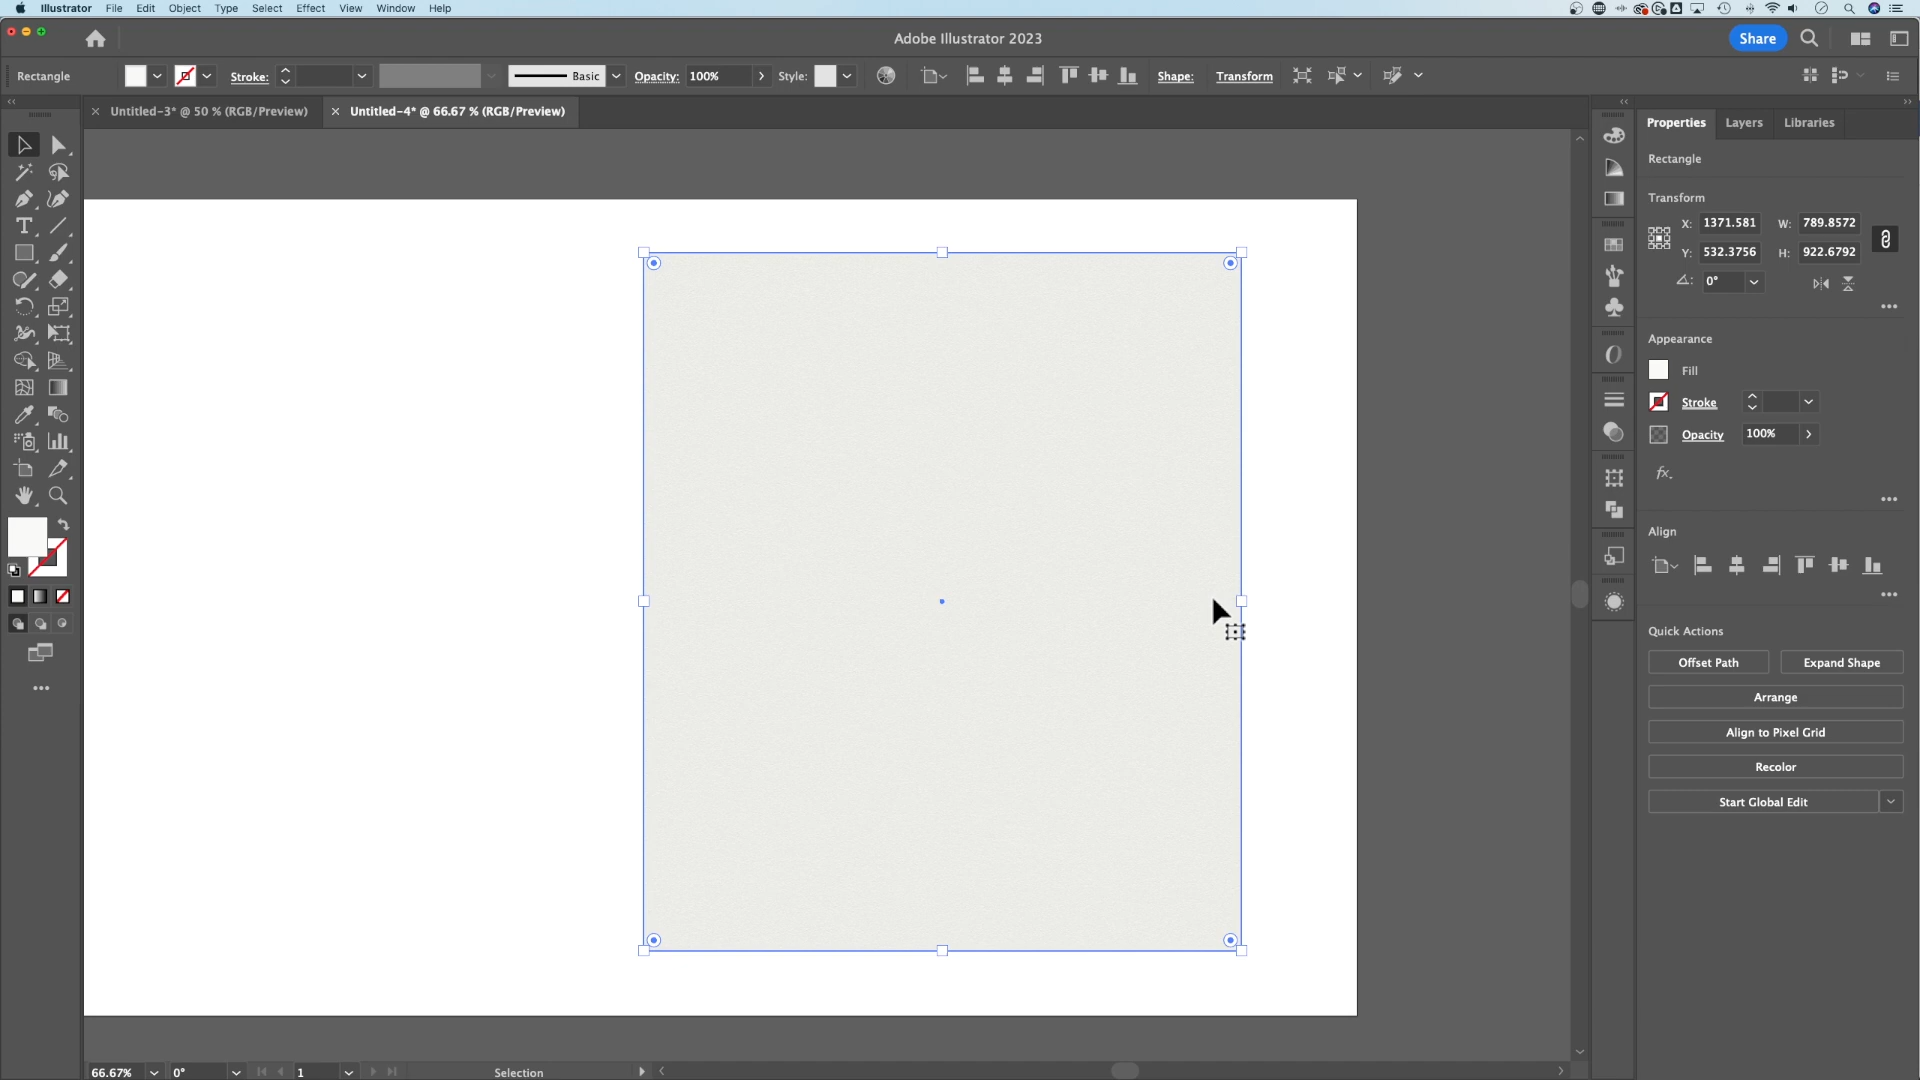 Illustrator File Edit Object Type Select Effect View Window Help
Adobe Illustrator 2023
Share
Rectangle
Stroke:
Basic
Opacity: 100%
Style:
Shape:
Transform
Untitled-3* @ 50 % (RGB/Preview)
Untitled-4* @ 66.67 % (RGB/Preview)
Properties Layers Libraries
Rectangle
Transform
X: 1371.581 W: 789.8572
Y: 532.3756 H: 922.6792
0°
Appearance
Fill
Stroke
Opacity 100%
fx.
Align
Quick Actions
Offset Path Expand Shape
Arrange
Align to Pixel Grid
Recolor
Start Global Edit
66.67% 0° 1 Selection